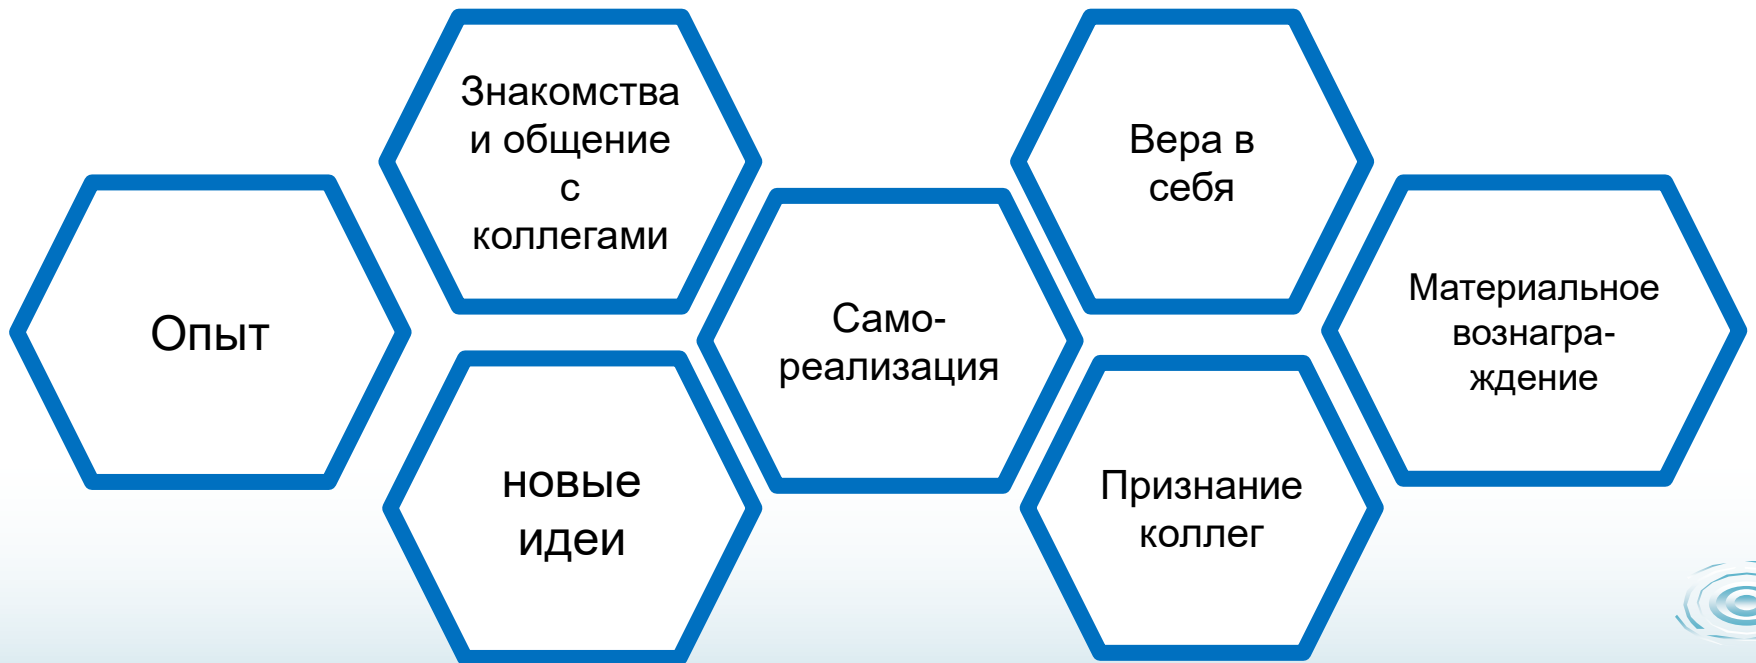 Опыт
Знакомства
и общение
с
коллегами
новые
идеи
Само-
реализация
Вера в
себя
Признание
коллег
Материальное
вознагра-
ждение